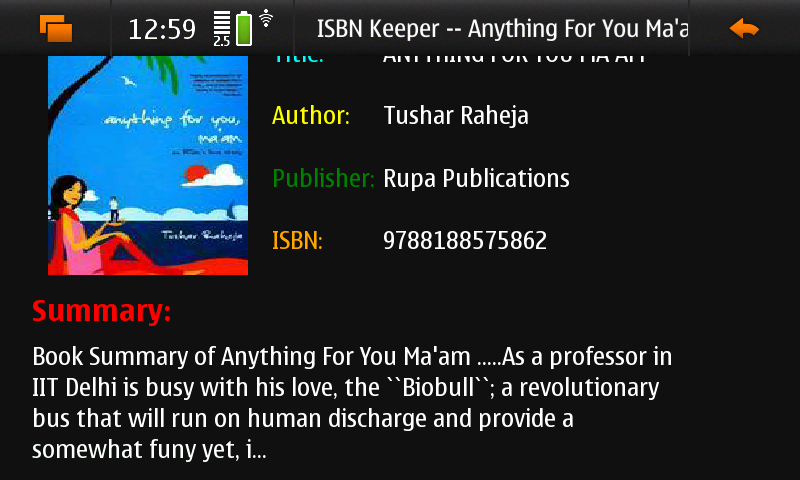 12:59
2.5
ISBN Keeper -- Anything For You Ma'a
Title:
anything for you,
ma'am
Author: Tushar Raheja
Publisher: Rupa Publications
Tushar Raheja
ISBN: 9788188575862
Summary:
Book Summary of Anything For You Ma'am .....As a professor in
IIT Delhi is busy with his love, the ``Biobull``; a revolutionary
bus that will run on human discharge and provide a
somewhat funy yet, i...